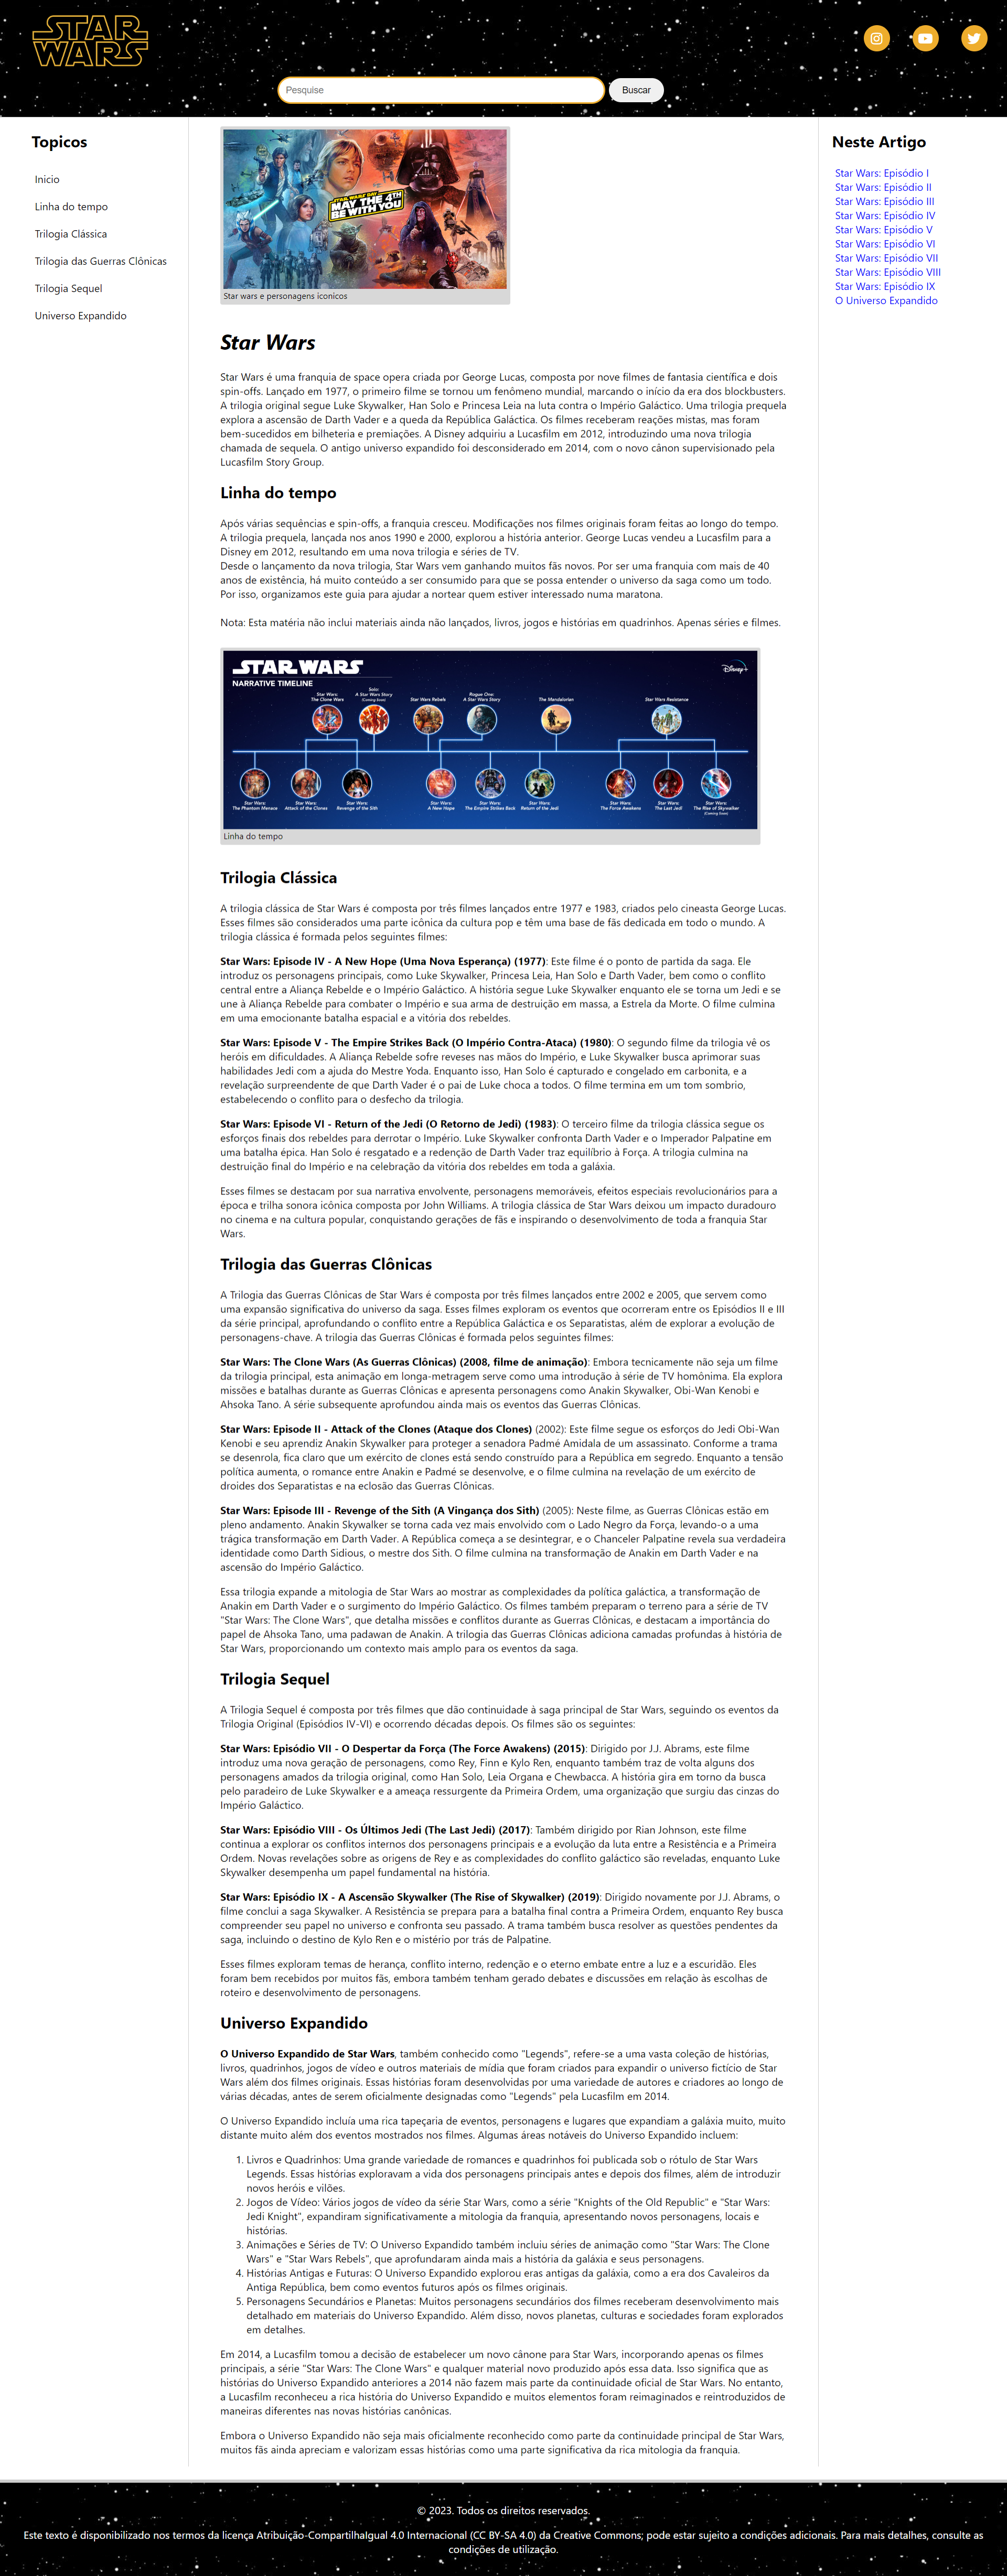 STAR
WARS
Pesquise
Buscar
Topicos
Inicio
Linha do tempo
Trilogia Clássica
Trilogia das Guerras Clônicas
Trilogia Sequel
Universo Expandido
STAR WARS DAY
MAY THE 4TH
BE WITH YOU
Star wars e personagens iconicos
Star Wars
Star Wars é uma franquia de space opera criada por George Lucas, composta por nove filmes de fantasia científica e dois
spin-offs. Lançado em 1977, o primeiro filme se tornou um fenómeno mundial, marcando o início da era dos blockbusters.
A trilogia original segue Luke Skywalker, Han Solo e Princesa Leia na luta contra o Império Galáctico. Uma trilogia prequela
explora a ascensão de Darth Vader e a queda da República Galáctica. Os filmes receberam reações mistas, mas foram
bem-sucedidos em bilheteria e premiações. A Disney adquiriu a Lucasfilm em 2012, introduzindo uma nova trilogia
chamada de sequela. O antigo universo expandido foi desconsiderado em 2014, com o novo cânon supervisionado pela
Lucasfilm Story Group.
Linha do tempo
Após várias sequências e spin-offs, a franquia cresceu. Modificações nos filmes originais foram feitas ao longo do tempo.
A trilogia prequela, lançada nos anos 1990 e 2000, explorou a história anterior. George Lucas vendeu a Lucasfilm para a
Disney em 2012, resultando em uma nova trilogia e séries de TV.
Desde o lançamento da nova trilogia, Star Wars vem ganhando muitos fãs novos. Por ser uma franquia com mais de 40
anos de existência, há muito conteúdo a ser consumido para que se possa entender o universo da saga como um todo.
Por isso, organizamos este guia para ajudar a nortear quem estiver interessado numa maratona.
Nota: Esta matéria não inclui materiais ainda não lançados, livros, jogos e histórias em quadrinhos. Apenas séries e filmes.
STAR WARS
NARRATIVE TIMELINE
Disney+
Star Wars:
The Clone Wars
Solo:
A Star Wars Story
(Coming Soon)
Star Wars Rebels
Rogue One:
A Star Wars Story
The Mandalorian
Star Wars Resistance
Star Wars:
The Phantom Menace
Star Wars:
Attack of the Clones
Star Wars:
Revenge of the Sith
Star Wars:
A New Hope
Star Wars:
The Empire Strikes Back
Star Wars:
Return of the Jedi
Star Wars:
The Force Awakens
Star Wars:
The Last Jedi
Star Wars:
The Rise of Skywalker
(Coming Soon)
Linha do tempo
Trilogia Clássica
A trilogia clássica de Star Wars é composta por três filmes lançados entre 1977 e 1983, criados pelo cineasta George Lucas.
Esses filmes são considerados uma parte icônica da cultura pop e têm uma base de fãs dedicada em todo o mundo. A
trilogia clássica é formada pelos seguintes filmes:
Star Wars: Episode IV - A New Hope (Uma Nova Esperança) (1977): Este filme é o ponto de partida da saga. Ele
introduz os personagens principais, como Luke Skywalker, Princesa Leia, Han Solo e Darth Vader, bem como o conflito
central entre a Aliança Rebelde e o Império Galáctico. A história segue Luke Skywalker enquanto ele se torna um Jedi e se
une à Aliança Rebelde para combater o Império e sua arma de destruição em massa, a Estrela da Morte. O filme culmina
em uma emocionante batalha espacial e a vitória dos rebeldes.
Star Wars: Episode V - The Empire Strikes Back (O Império Contra-Ataca) (1980): O segundo filme da trilogia vê os
heróis em dificuldades. A Aliança Rebelde sofre reveses nas mãos do Império, e Luke Skywalker busca aprimorar suas
habilidades Jedi com a ajuda do Mestre Yoda. Enquanto isso, Han Solo é capturado e congelado em carbonita, e a
revelação surpreendente de que Darth Vader é o pai de Luke choca a todos. O filme termina em um tom sombrio,
estabelecendo o conflito para o desfecho da trilogia.
Star Wars: Episode VI - Return of the Jedi (O Retorno de Jedi) (1983): O terceiro filme da trilogia clássica segue os
esforços finais dos rebeldes para derrotar o Império. Luke Skywalker confronta Darth Vader e o Imperador Palpatine em
uma batalha épica. Han Solo é resgatado e a redenção de Darth Vader traz equilíbrio à Força. A trilogia culmina na
destruição final do Império e na celebração da vitória dos rebeldes em toda a galáxia.
Esses filmes se destacam por sua narrativa envolvente, personagens memoráveis, efeitos especiais revolucionários para a
época e trilha sonora icônica composta por John Williams. A trilogia clássica de Star Wars deixou um impacto duradouro
no cinema e na cultura popular, conquistando gerações de fãs e inspirando o desenvolvimento de toda a franquia Star
Wars.
Trilogia das Guerras Clônicas
A Trilogia das Guerras Clônicas de Star Wars é composta por três filmes lançados entre 2002 e 2005, que servem como
uma expansão significativa do universo da saga. Esses filmes exploram os eventos que ocorreram entre os Episódios II e III
da série principal, aprofundando o conflito entre a República Galáctica e os Separatistas, além de explorar a evolução de
personagens-chave. A trilogia das Guerras Clônicas é formada pelos seguintes filmes:
Star Wars: The Clone Wars (As Guerras Clônicas) (2008, filme de animação): Embora tecnicamente não seja um filme
da trilogia principal, esta animação em longa-metragem serve como uma introdução à série de TV homônima. Ela explora
missões e batalhas durante as Guerras Clônicas e apresenta personagens como Anakin Skywalker, Obi-Wan Kenobi e
Ahsoka Tano. A série subsequente aprofundou ainda mais os eventos das Guerras Clônicas.
Star Wars: Episode II - Attack of the Clones (Ataque dos Clones) (2002): Este filme segue os esforços do Jedi Obi-Wan
Kenobi e seu aprendiz Anakin Skywalker para proteger a senadora Padmé Amidala de um assassinato. Conforme a trama
se desenrola, fica claro que um exército de clones está sendo construído para a República em segredo. Enquanto a tensão
política aumenta, o romance entre Anakin e Padmé se desenvolve, e o filme culmina na revelação de um exército de
droides dos Separatistas e na eclosão das Guerras Clônicas.
Star Wars: Episode III - Revenge of the Sith (A Vingança dos Sith) (2005): Neste filme, as Guerras Clônicas estão em
pleno andamento. Anakin Skywalker se torna cada vez mais envolvido com o Lado Negro da Força, levando-o a uma
trágica transformação em Darth Vader. A República começa a se desintegrar, e o Chanceler Palpatine revela sua verdadeira
identidade como Darth Sidious, o mestre dos Sith. O filme culmina na transformação de Anakin em Darth Vader e na
ascensão do Império Galáctico.
Essa trilogia expande a mitologia de Star Wars ao mostrar as complexidades da política galáctica, a transformação de
Anakin em Darth Vader e o surgimento do Império Galáctico. Os filmes também preparam o terreno para a série de TV
"Star Wars: The Clone Wars", que detalha missões e conflitos durante as Guerras Clônicas, e destacam a importância do
papel de Ahsoka Tano, uma padawan de Anakin. A trilogia das Guerras Clônicas adiciona camadas profundas à história de
Star Wars, proporcionando um contexto mais amplo para os eventos da saga.
Trilogia Sequel
A Trilogia Sequel é composta por três filmes que dão continuidade à saga principal de Star Wars, seguindo os eventos da
Trilogia Original (Episódios IV-VI) e ocorrendo décadas depois. Os filmes são os seguintes:
Star Wars: Episódio VII - O Despertar da Força (The Force Awakens) (2015): Dirigido por J.J. Abrams, este filme
introduz uma nova geração de personagens, como Rey, Finn e Kylo Ren, enquanto também traz de volta alguns dos
personagens amados da trilogia original, como Han Solo, Leia Organa e Chewbacca. A história gira em torno da busca
pelo paradeiro de Luke Skywalker e a ameaça ressurgente da Primeira Ordem, uma organização que surgiu das cinzas do
Império Galáctico.
Star Wars: Episódio VIII - Os Últimos Jedi (The Last Jedi) (2017): Também dirigido por Rian Johnson, este filme
continua a explorar os conflitos internos dos personagens principais e a evolução da luta entre a Resistência e a Primeira
Ordem. Novas revelações sobre as origens de Rey e as complexidades do conflito galáctico são reveladas, enquanto Luke
Skywalker desempenha um papel fundamental na história.
Star Wars: Episódio IX - A Ascensão Skywalker (The Rise of Skywalker) (2019): Dirigido novamente por J.J. Abrams, o
filme conclui a saga Skywalker. A Resistência se prepara para a batalha final contra a Primeira Ordem, enquanto Rey busca
compreender seu papel no universo e confronta seu passado. A trama também busca resolver as questões pendentes da
saga, incluindo o destino de Kylo Ren e o mistério por trás de Palpatine.
Esses filmes exploram temas de herança, conflito interno, redenção e o eterno embate entre a luz e a escuridão. Eles
foram bem recebidos por muitos fãs, embora também tenham gerado debates e discussões em relação às escolhas de
roteiro e desenvolvimento de personagens.
Universo Expandido
O Universo Expandido de Star Wars, também conhecido como "Legends", refere-se a uma vasta coleção de histórias,
livros, quadrinhos, jogos de vídeo e outros materiais de mídia que foram criados para expandir o universo fictício de Star
Wars além dos filmes originais. Essas histórias foram desenvolvidas por uma variedade de autores e criadores ao longo de
várias décadas, antes de serem oficialmente designadas como "Legends" pela Lucasfilm em 2014.
O Universo Expandido incluía uma rica tapeçaria de eventos, personagens e lugares que expandiam a galáxia muito, muito
distante muito além dos eventos mostrados nos filmes. Algumas áreas notáveis do Universo Expandido incluem:
1. Livros e Quadrinhos: Uma grande variedade de romances e quadrinhos foi publicada sob o rótulo de Star Wars
Legends. Essas histórias exploravam a vida dos personagens principais antes e depois dos filmes, além de introduzir
novos heróis e vilões.
2. Jogos de Vídeo: Vários jogos de vídeo da série Star Wars, como a série "Knights of the Old Republic" e "Star Wars:
Jedi Knight", expandiram significativamente a mitologia da franquia, apresentando novos personagens, locais e
histórias.
3. Animações e Séries de TV: O Universo Expandido também incluiu séries de animação como "Star Wars: The Clone
Wars" e "Star Wars Rebels", que aprofundaram ainda mais a história da galáxia e seus personagens.
4. Histórias Antigas e Futuras: O Universo Expandido explorou eras antigas da galáxia, como a era dos Cavaleiros da
Antiga República, bem como eventos futuros após os filmes originais.
5. Personagens Secundários e Planetas: Muitos personagens secundários dos filmes receberam desenvolvimento mais
detalhado em materiais do Universo Expandido. Além disso, novos planetas, culturas e sociedades foram explorados
em detalhes.
Em 2014, a Lucasfilm tomou a decisão de estabelecer um novo cânone para Star Wars, incorporando apenas os filmes
principais, a série "Star Wars: The Clone Wars" e qualquer material novo produzido após essa data. Isso significa que as
histórias do Universo Expandido anteriores a 2014 não fazem mais parte da continuidade oficial de Star Wars. No entanto,
a Lucasfilm reconheceu a rica história do Universo Expandido e muitos elementos foram reimaginados e reintroduzidos de
maneiras diferentes nas novas histórias canônicas.
Embora o Universo Expandido não seja mais oficialmente reconhecido como parte da continuidade principal de Star Wars,
muitos fãs ainda apreciam e valorizam essas histórias como uma parte significativa da rica mitologia da franquia.
Neste Artigo
Star Wars: Episódio I
Star Wars: Episódio II
Star Wars: Episódio III
Star Wars: Episódio IV
Star Wars: Episódio V
Star Wars: Episódio VI
Star Wars: Episódio VII
Star Wars: Episódio VIII
Star Wars: Episódio IX
O Universo Expandido
© 2023. Todos os direitos reservados.
Este texto é disponibilizado nos termos da licença Atribuição-CompartilhaIgual 4.0 Internacional (CC BY-SA 4.0) da Creative Commons; pode estar sujeito a condições adicionais. Para mais detalhes, consulte as
condições de utilização.